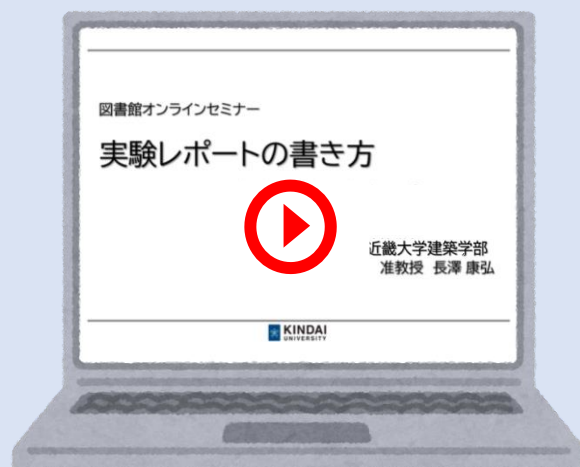 図書館オンラインセミナー
実験レポートの書き方
近畿大学建築学部
准教授 長澤 康弘
KINDAI
UNIVERSITY